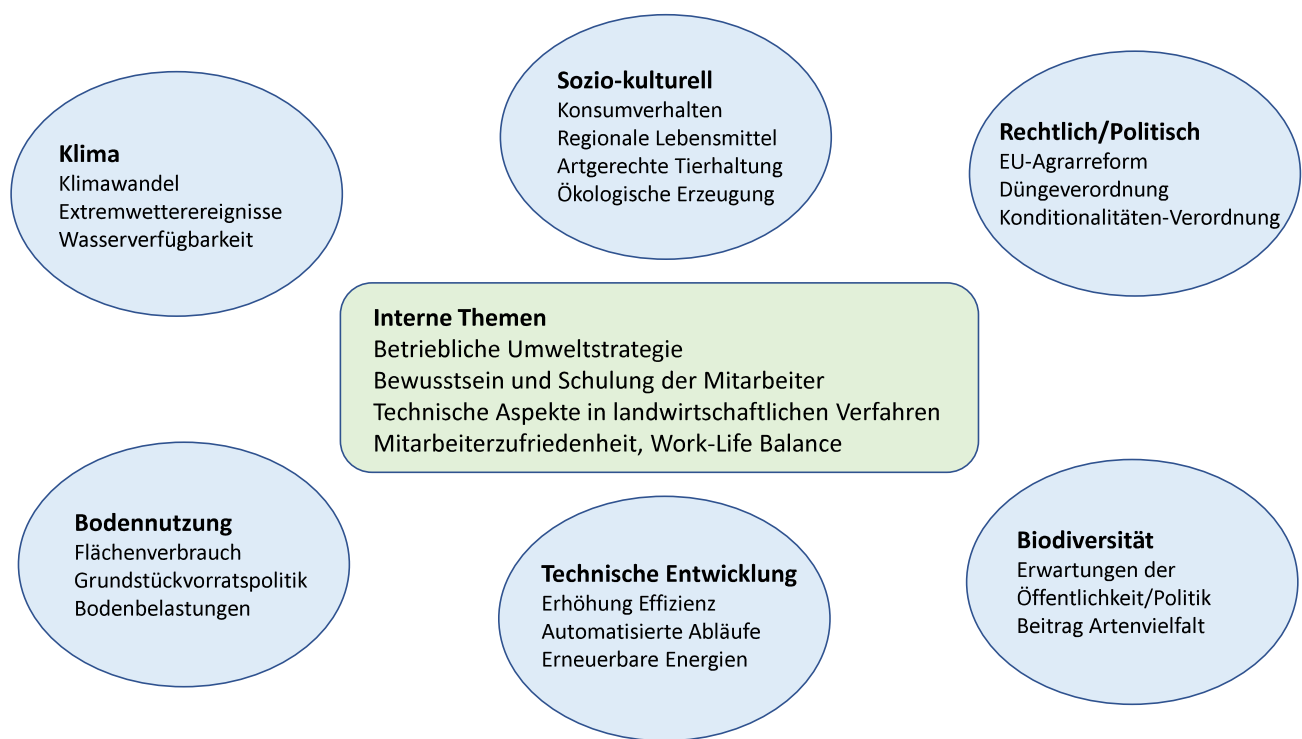 Klima
Klimawandel
Extremwetterereignisse
Wasserverfügbarkeit
Sozio-kulturell
Konsumverhalten
Regionale Lebensmittel
Artgerechte Tierhaltung
Ökologische Erzeugung
Rechtlich/Politisch
EU-Agrarreform
Düngeverordnung
Konditionalitäten-Verordnung
Interne Themen
Betriebliche Umweltstrategie
Bewusstsein und Schulung der Mitarbeiter
Technische Aspekte in landwirtschaftlichen Verfahren
Mitarbeiterzufriedenheit, Work-Life Balance
Bodennutzung
Flächenverbrauch
Grundstückvorratspolitik
Bodenbelastungen
Technische Entwicklung
Erhöhung Effizienz
Automatisierte Abläufe
Erneuerbare Energien
Biodiversität
Erwartungen der
Öffentlichkeit/Politik
Beitrag Artenvielfalt